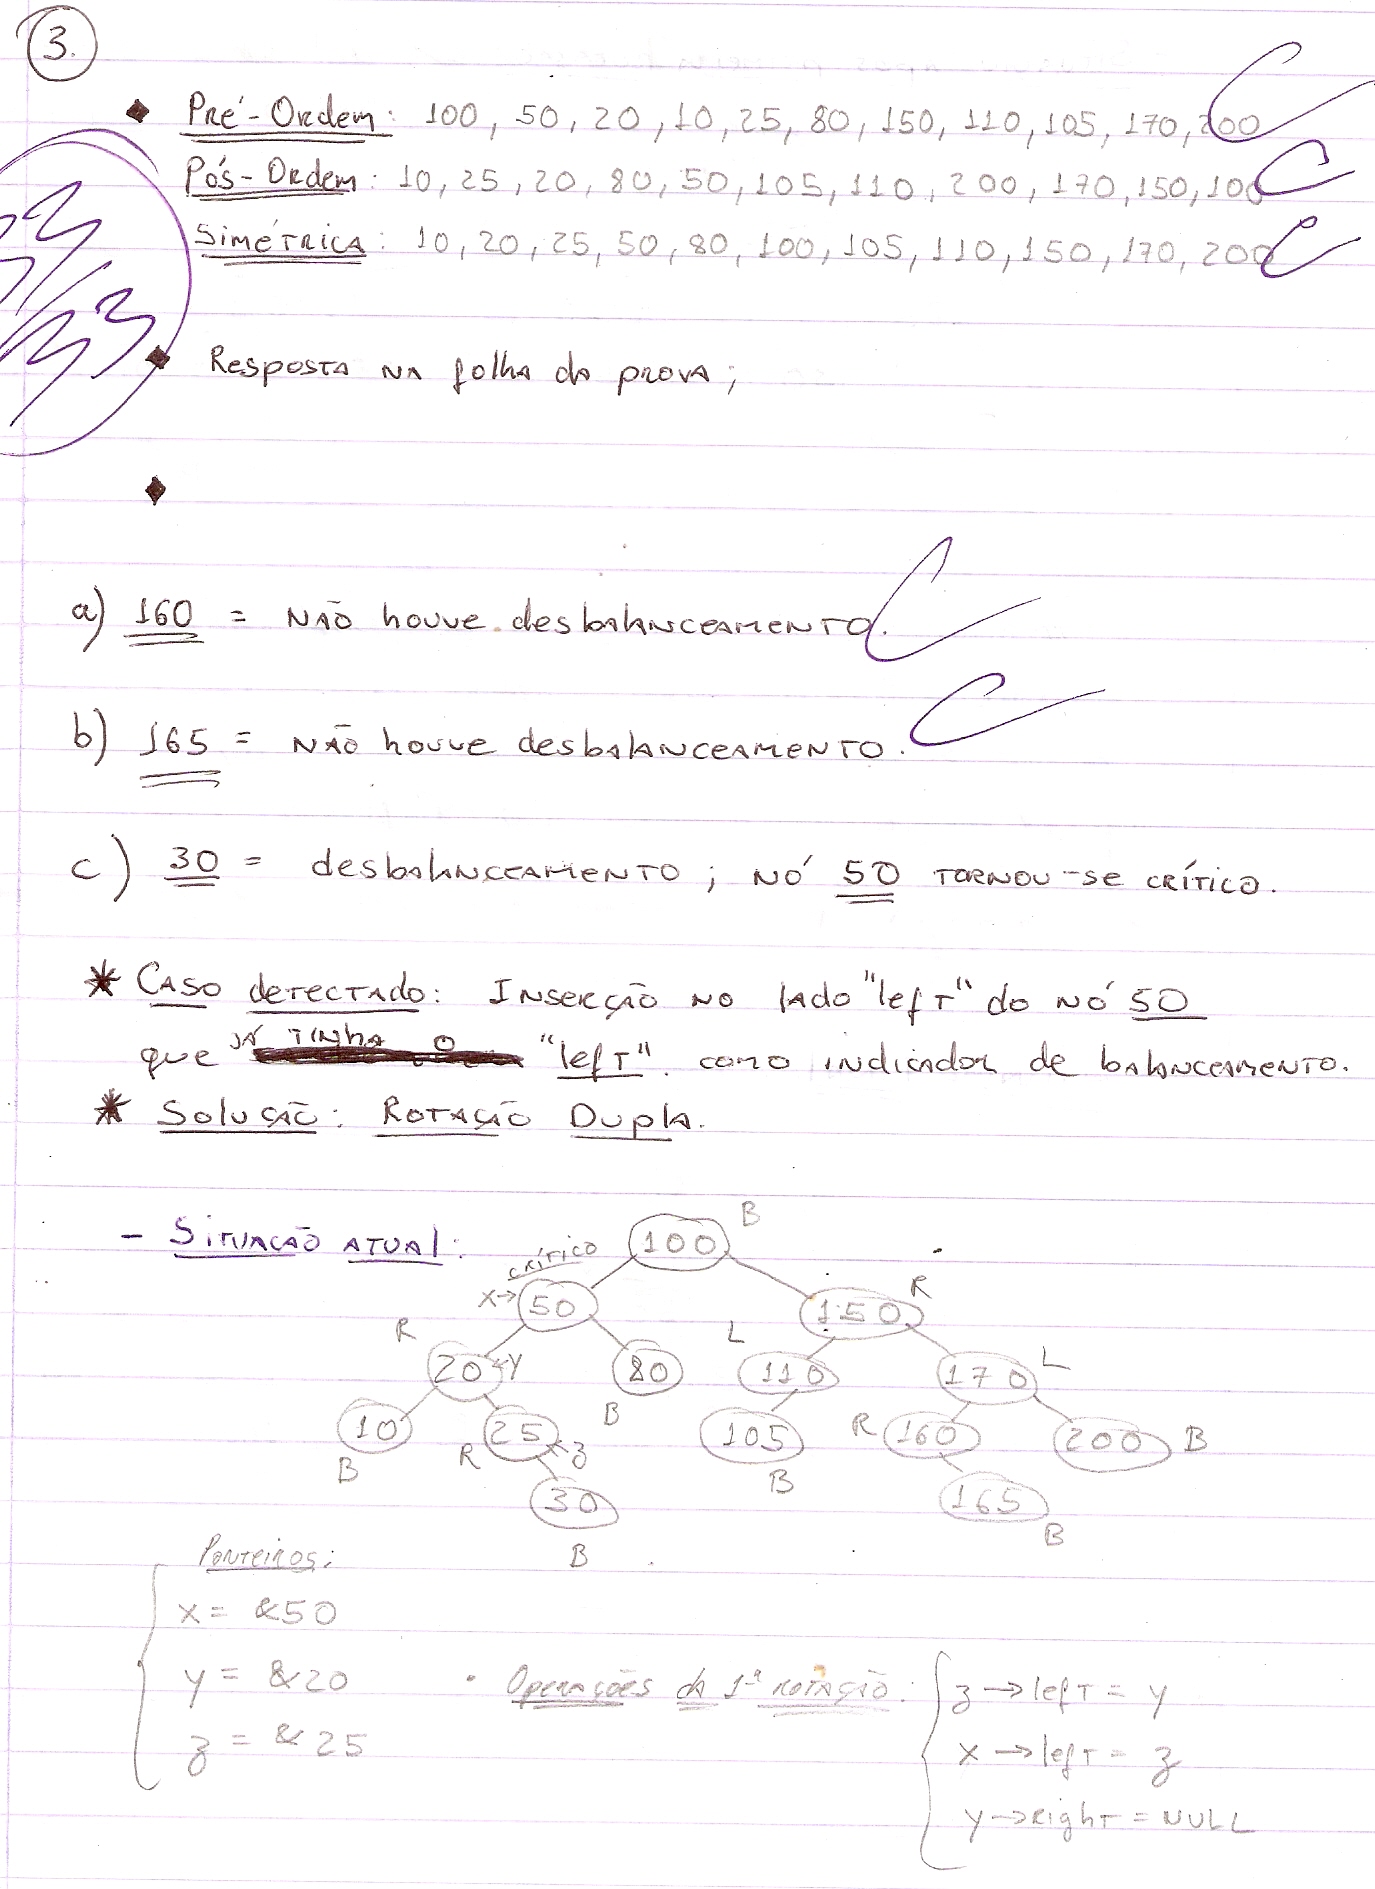 3.
Pré-Ordem: 100, 50, 20, 10, 25, 80, 150, 110, 105, 170, 200
Pós-Ordem: 10, 25, 20, 80, 50, 105, 110, 200, 170, 150, 100
Simétrica: 10, 20, 25, 50, 80, 100, 105, 110, 150, 170, 200
C
C
C
Resposta na folha da prova;
a) 160 = Não houve desbalanceamento. C
b) 165 = Não houve desbalanceamento. C
c) 30 = desbalanceamento; nó 50 tornou-se crítico.
* Caso detectado: Inserção no lado "left" do nó 50
que já tinha o "left" como indicador de balanceamento.
* Solução: Rotação Dupla.
- Situação atual:
100 B
crítico
x→ 50
150 R
R 20 ←y
80 B
L 110
170 L
10 B
R 25 ←z
105 B
R 160
200 B
30 B
165 B
Ponteiros:
x = &50
y = &20
z = &25
• Operações da 1ª rotação:
z → left = y
x → left = z
y → right = NULL